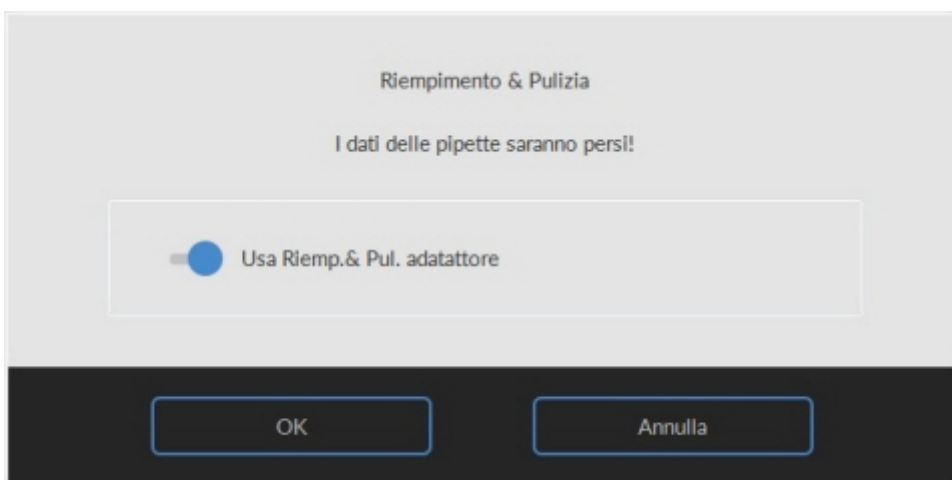 Riempimento & Pulizia
I dati delle pipette saranno persi!
Usa Riemp.& Pul. adatattore
OK
Annulla